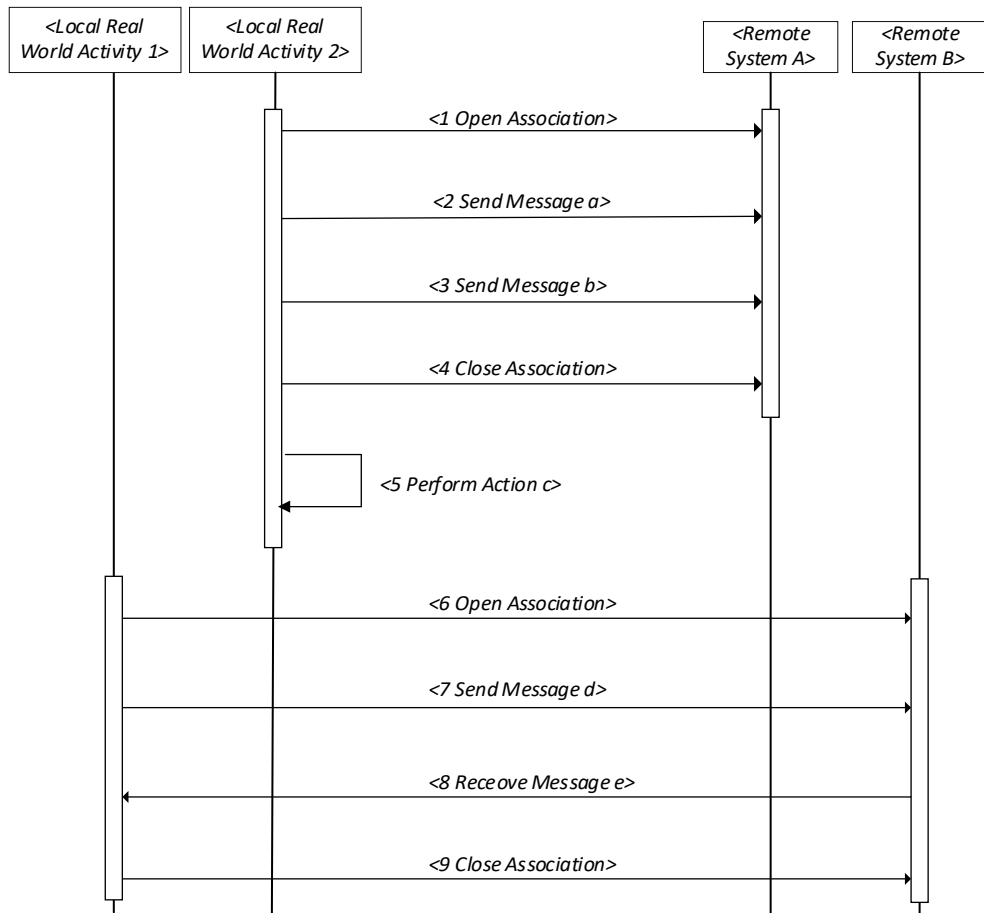 <Local Real
World Activity 1>
<Local Real
World Activity 2>
<Remote
System A>
<Remote
System B>
<1 Open Association>
<2 Send Message a>
<3 Send Message b>
<4 Close Association>
<5 Perform Action c>
<6 Open Association>
<7 Send Message d>
<8 Receove Message e>
<9 Close Association>